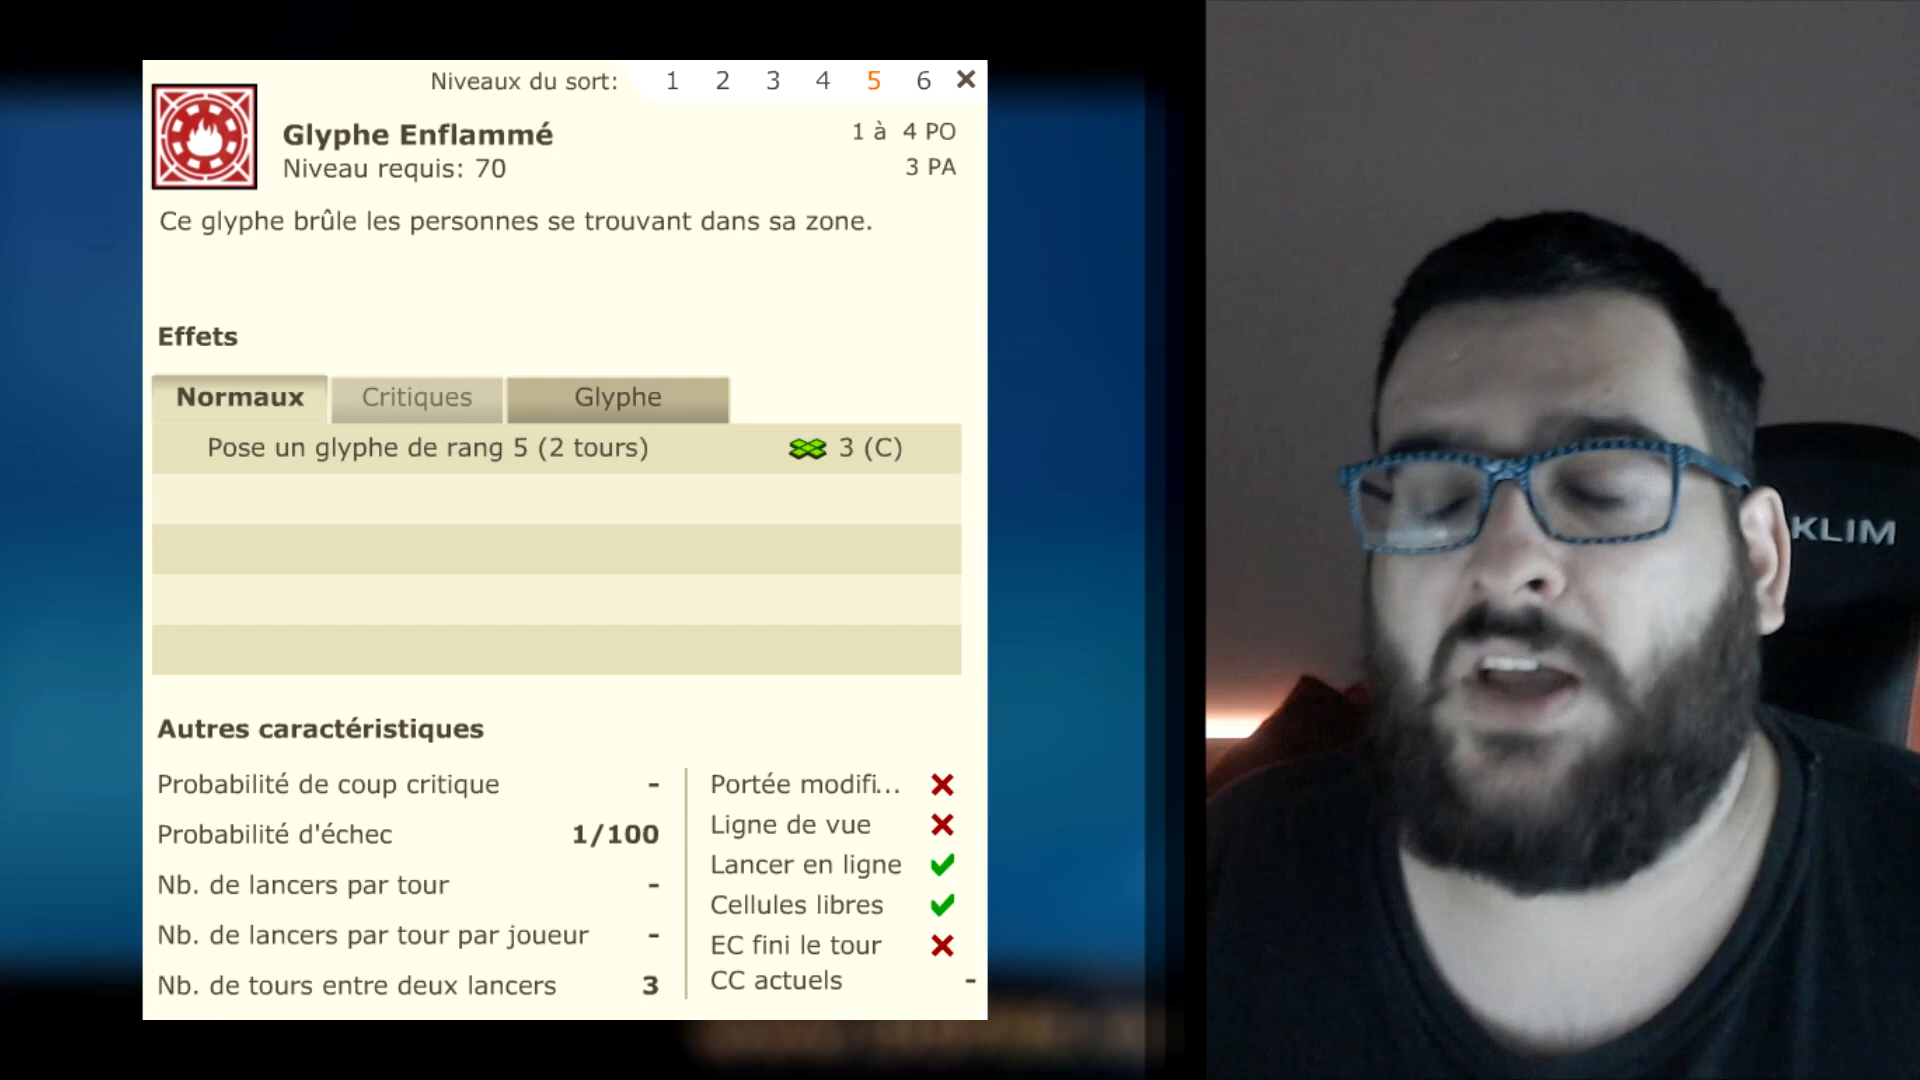 Niveaux du sort: 1 2 3 4 5 6
Glyphe Enflammé
1 à 4 PO
Niveau requis: 70
3 PA
Ce glyphe brûle les personnes se trouvant dans sa zone.
Effets
Normaux Critiques Glyphe
Pose un glyphe de rang 5 (2 tours) 3 (C)
Autres caractéristiques
Probabilité de coup critique -
Probabilité d'échec 1/100
Nb. de lancers par tour -
Nb. de lancers par tour par joueur -
Nb. de tours entre deux lancers 3
Portée modifi...
Ligne de vue
Lancer en ligne
Cellules libres
EC fini le tour
CC actuels -
KLIM